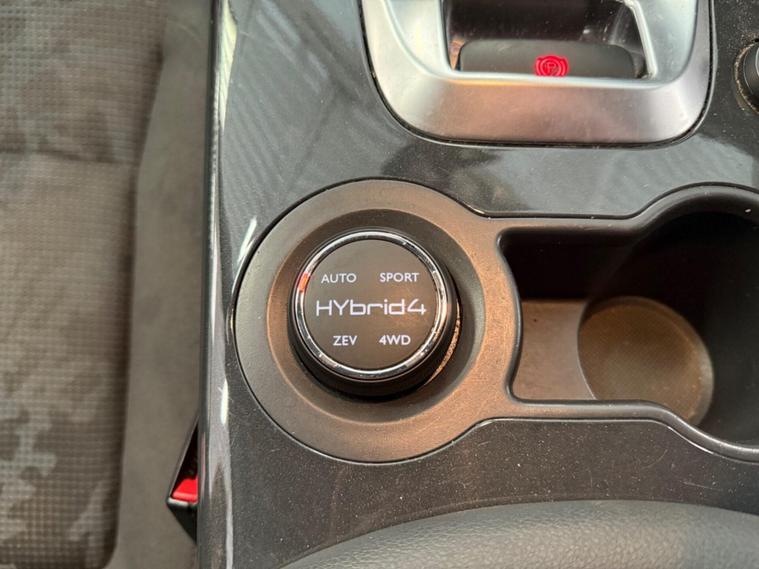 P
AUTO SPORT
HYbrid4
ZEV 4WD